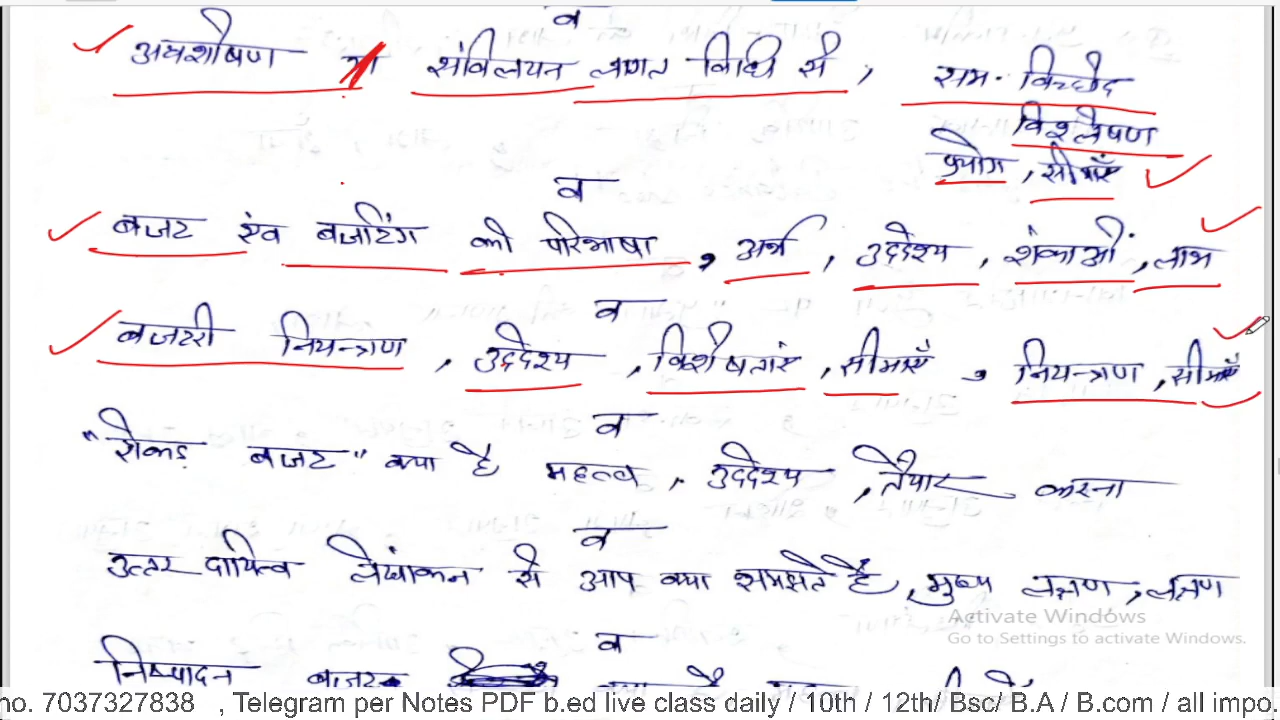 व
अवशोषण व संविलयन लागत विधि से , सम-विच्छेद
विश्लेषण
प्रयोग , सीमाएँ
व
बजट एंव बजटिंग की परिभाषा , अर्थ , उद्देश्य , शंकाओं , लाभ
व
बजटरी नियन्त्रण , उद्देश्य , विशेषताएं , सीमाएँ , नियन्त्रण , सीमाएँ
व
"रोकड़ बजट" क्या है महत्व , उद्देश्य , तैयार करना
व
उत्तरदायित्व लेखांकन से आप क्या समझते है , मुख्य लक्षण , लक्षण
व
निष्पादन बजट
Activate Windows
Go to Settings to activate Windows.
no. 7037327838 , Telegram per Notes PDF b.ed live class daily / 10th / 12th/ Bsc/ B.A / B.com / all impo.